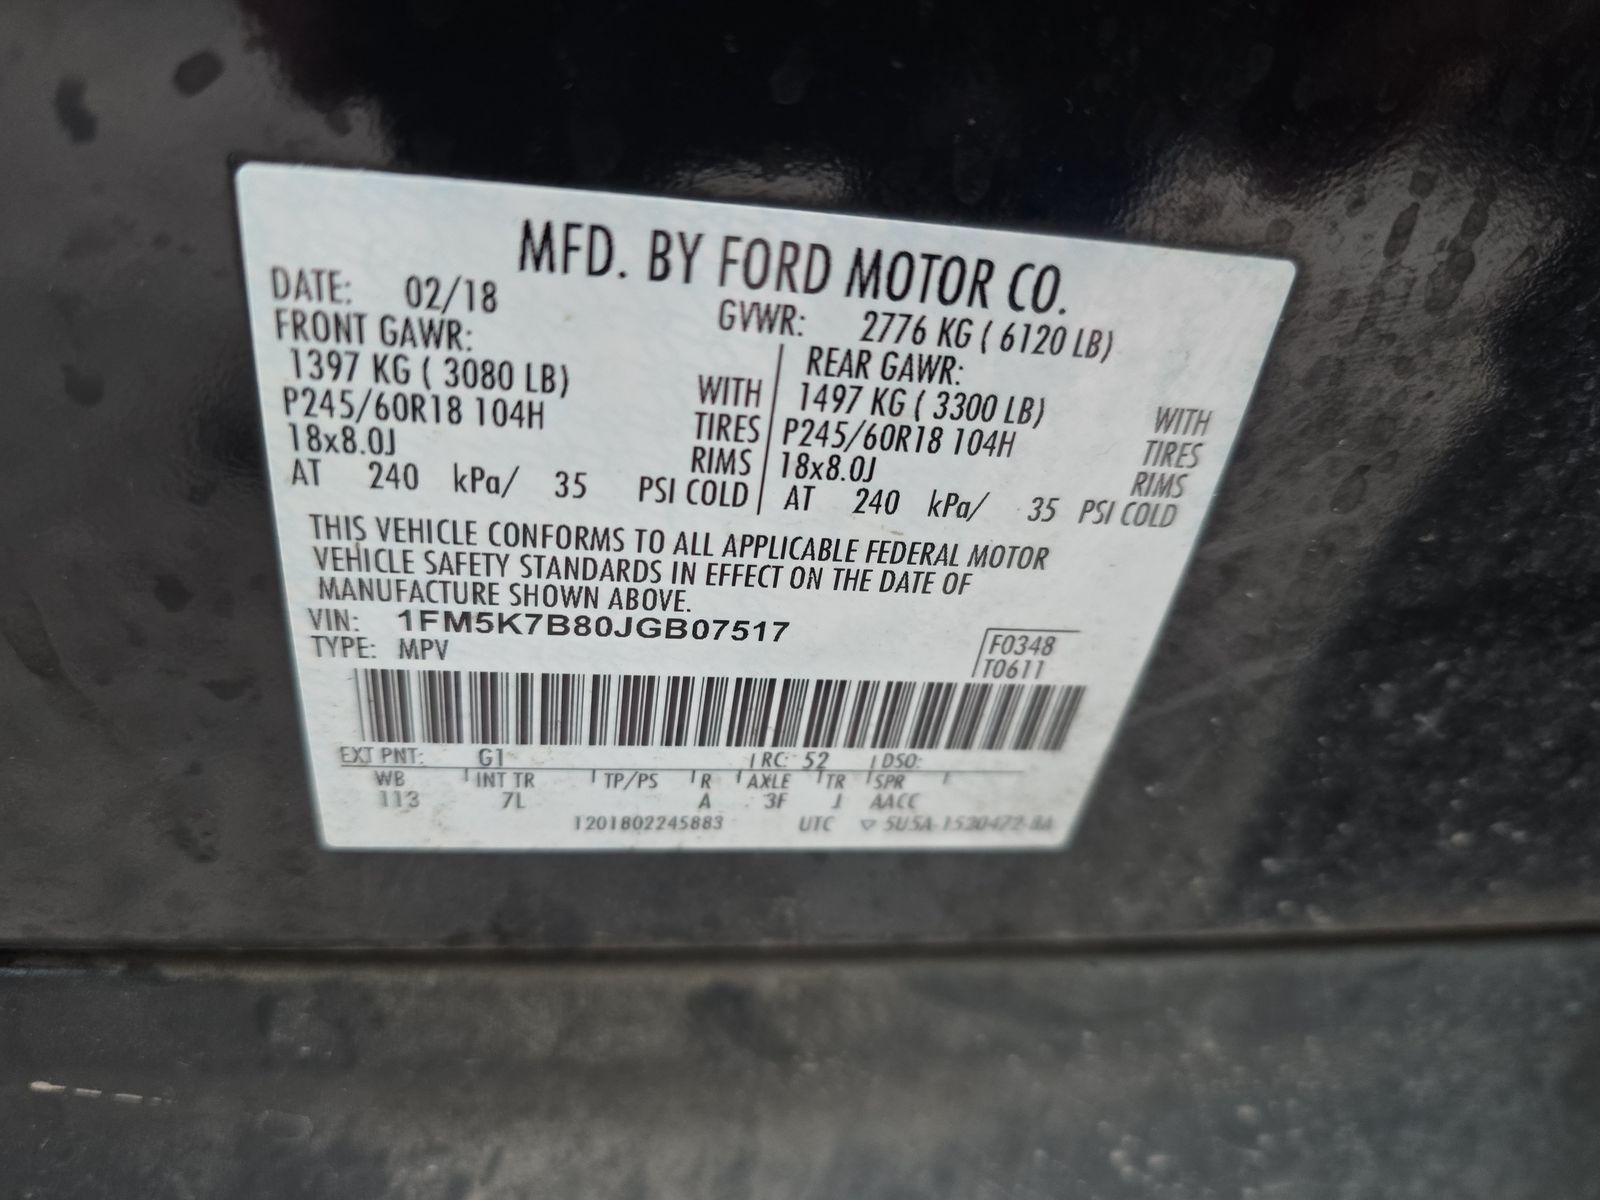 MFD. BY FORD MOTOR CO.
DATE: 02/18 GVWR: 2776 KG ( 6120 LB)
FRONT GAWR: REAR GAWR:
1397 KG ( 3080 LB) WITH 1497 KG ( 3300 LB) WITH
P245/60R18 104H TIRES P245/60R18 104H TIRES
18x8.0J RIMS 18x8.0J RIMS
AT 240 kPa/ 35 PSI COLD AT 240 kPa/ 35 PSI COLD
THIS VEHICLE CONFORMS TO ALL APPLICABLE FEDERAL MOTOR
VEHICLE SAFETY STANDARDS IN EFFECT ON THE DATE OF
MANUFACTURE SHOWN ABOVE.
VIN: 1FM5K7B80JGB07517
TYPE: MPV
F0348
T0611
EXT PNT: G1 RC: 52 DSO:
WB INT TR TP/PS R AXLE TR SPR
113 7L A 3F J AACC
T201802245883 UTC